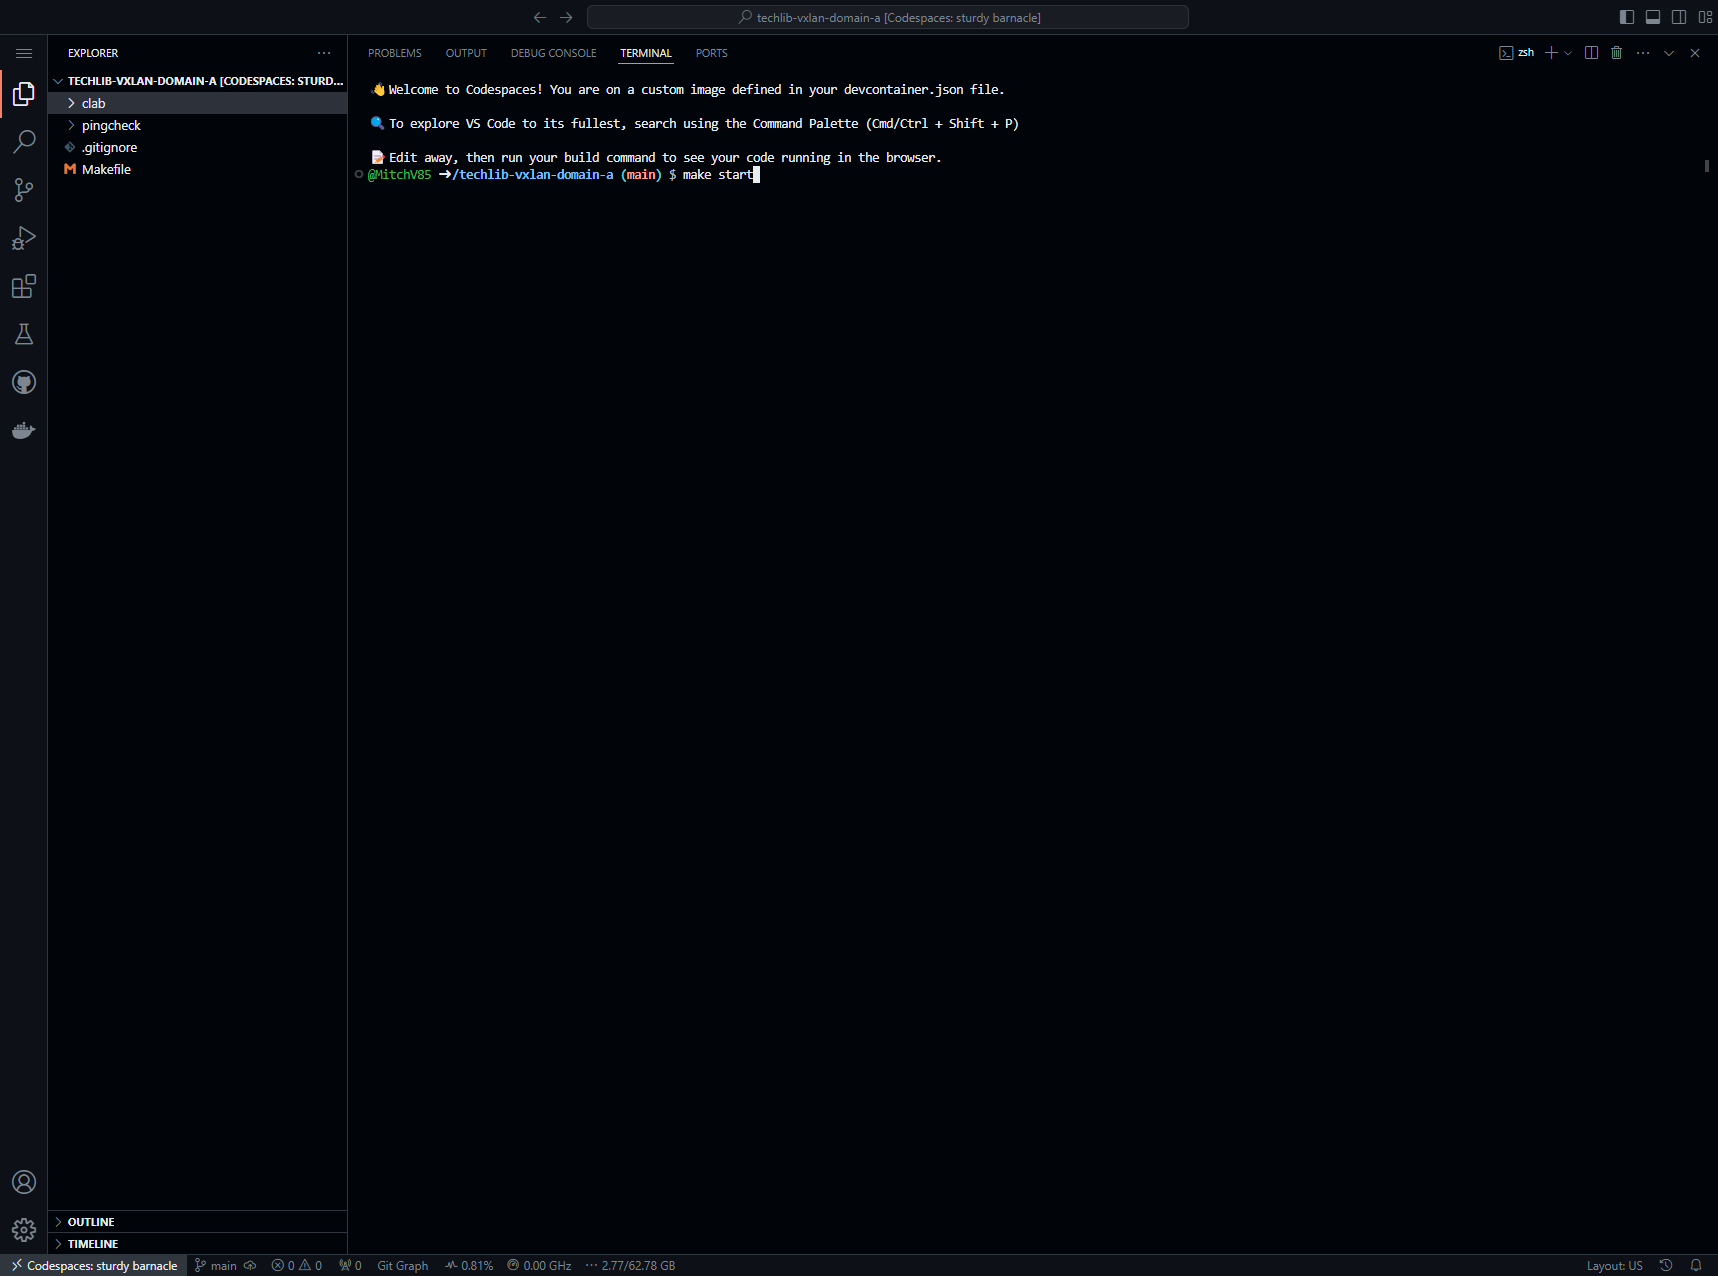 techlib-vxlan-domain-a [Codespaces: sturdy barnacle]
EXPLORER
TECHLIB-VXLAN-DOMAIN-A [CODESPACES: STURD...
clab
pingcheck
.gitignore
Makefile
PROBLEMS OUTPUT DEBUG CONSOLE TERMINAL PORTS
zsh
👋 Welcome to Codespaces! You are on a custom image defined in your devcontainer.json file.
🔍 To explore VS Code to its fullest, search using the Command Palette (Cmd/Ctrl + Shift + P)
📝 Edit away, then run your build command to see your code running in the browser.
@MitchV85 ➜/techlib-vxlan-domain-a (main) $ make start
OUTLINE
TIMELINE
Codespaces: sturdy barnacle main 0 0 0 Git Graph 0.81% 0.00 GHz ··· 2.77/62.78 GB Layout: US